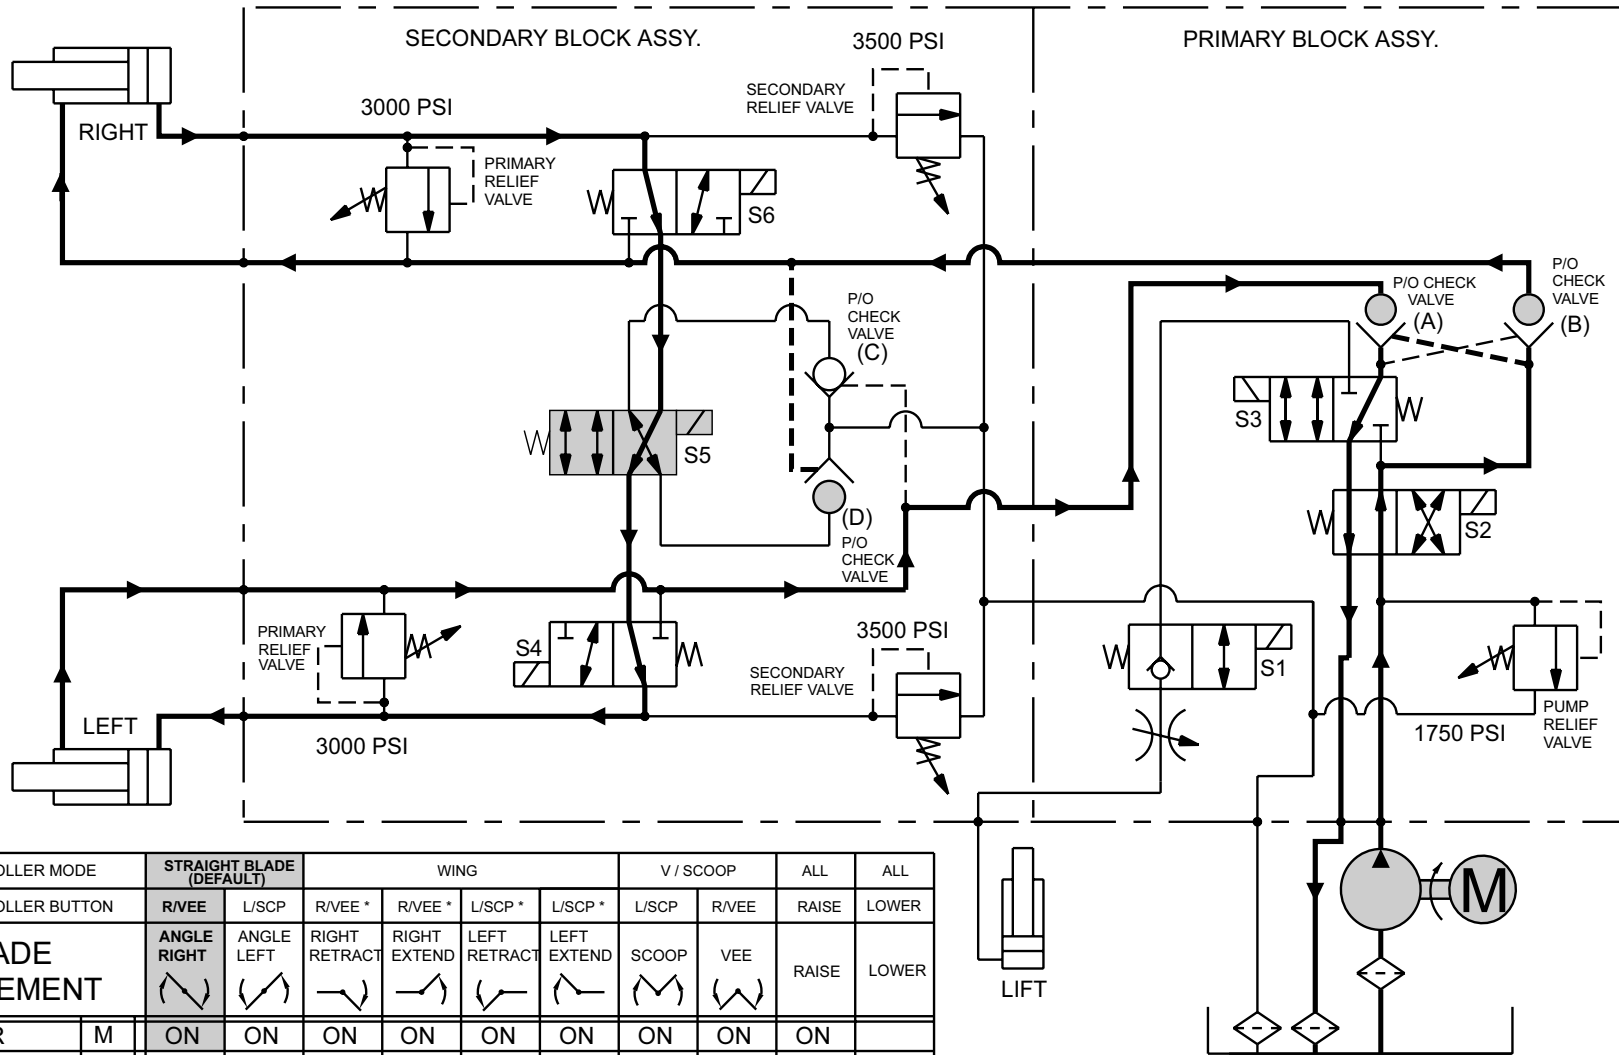 SECONDARY BLOCK ASSY.
3500 PSI
PRIMARY BLOCK ASSY.
SECONDARY
RELIEF VALVE
3000 PSI
RIGHT
PRIMARY
RELIEF
VALVE
S6
P/O
CHECK
VALVE
(C)
P/O CHECK
VALVE
(A)
P/O
CHECK
VALVE
(B)
S3
S5
S2
(D)
P/O
CHECK
VALVE
PRIMARY
RELIEF
VALVE
S4
3500 PSI
SECONDARY
RELIEF VALVE
S1
LEFT
3000 PSI
1750 PSI
PUMP
RELIEF
VALVE
M
LIFT
OLLER MODE STRAIGHT BLADE (DEFAULT) WING V / SCOOP ALL ALL
OLLER BUTTON R/VEE L/SCP R/VEE * R/VEE * L/SCP * L/SCP * L/SCP R/VEE RAISE LOWER
ADE
EMENT
ANGLE RIGHT
ANGLE LEFT
RIGHT RETRACT
RIGHT EXTEND
LEFT RETRACT
LEFT EXTEND
SCOOP
VEE
RAISE
LOWER
R M ON ON ON ON ON ON ON ON ON